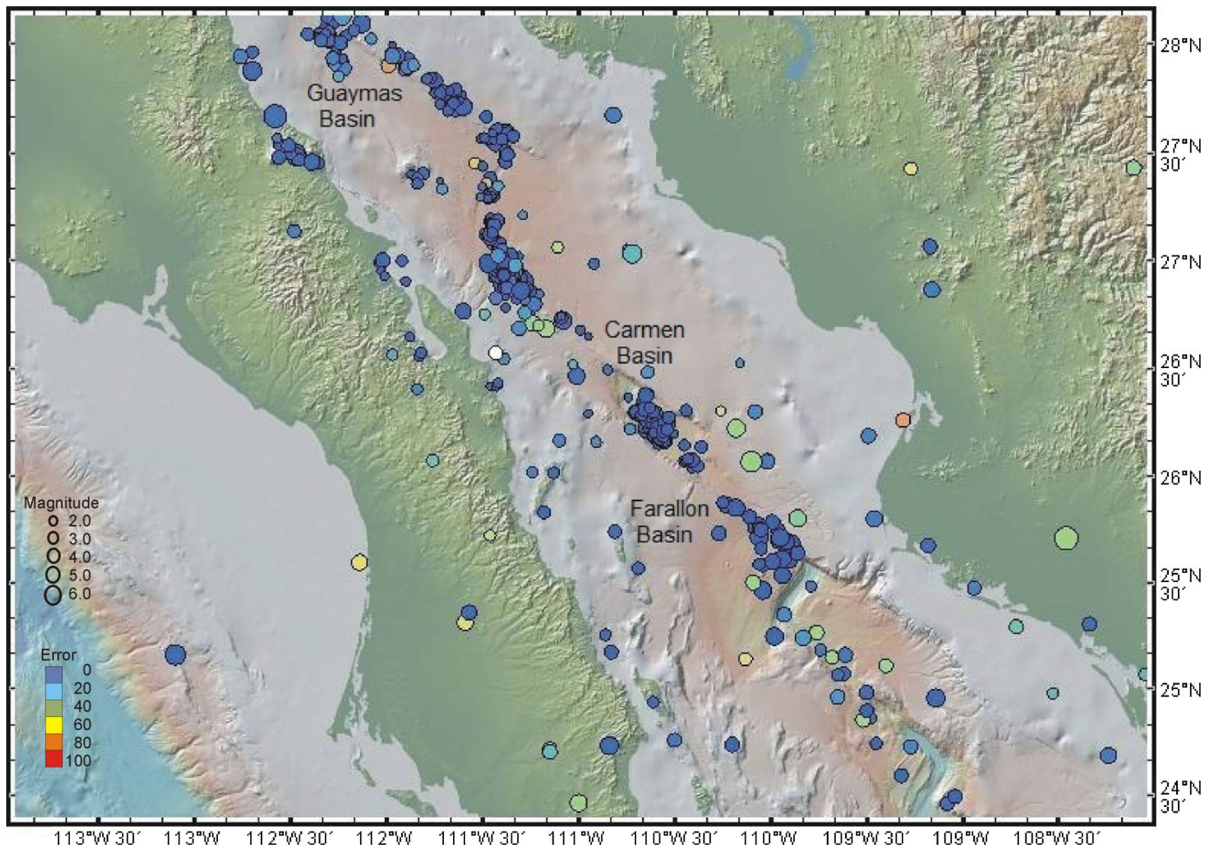 28°N
Guaymas
Basin
27°N
30´
27°N
Carmen
Basin
26°N
30´
26°N
Magnitude
2.0
3.0
4.0
5.0
6.0
Farallon
Basin
25°N
30´
Error
0
20
40
60
80
100
25°N
24°N
30´
113°W 30´ 112°W 30´ 111°W 30´ 110°W 30´ 109°W 30´ 108°W 30´
113°W 112°W 111°W 110°W 109°W 108°W